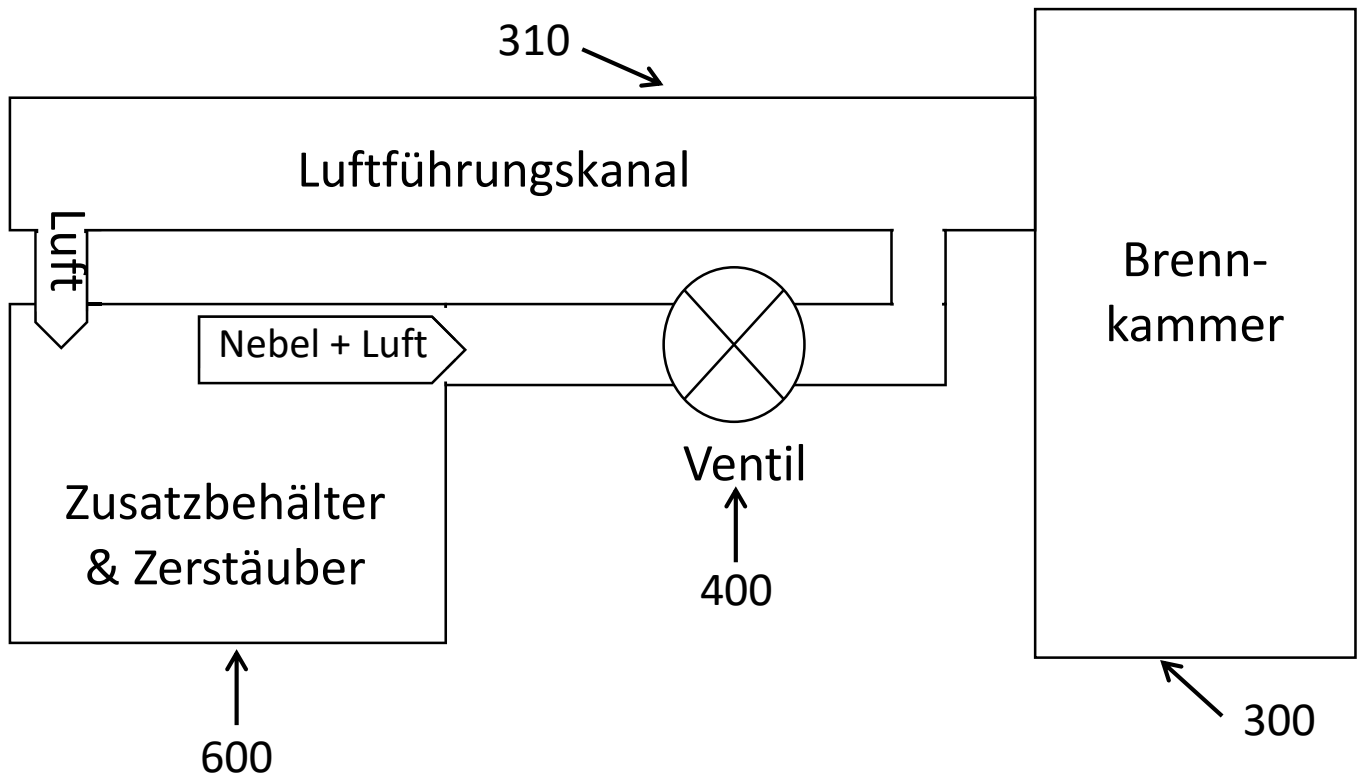 310
Luftführungskanal
Luft
Brenn-
kammer
Nebel + Luft
Ventil
Zusatzbehälter
& Zerstäuber
400
300
600